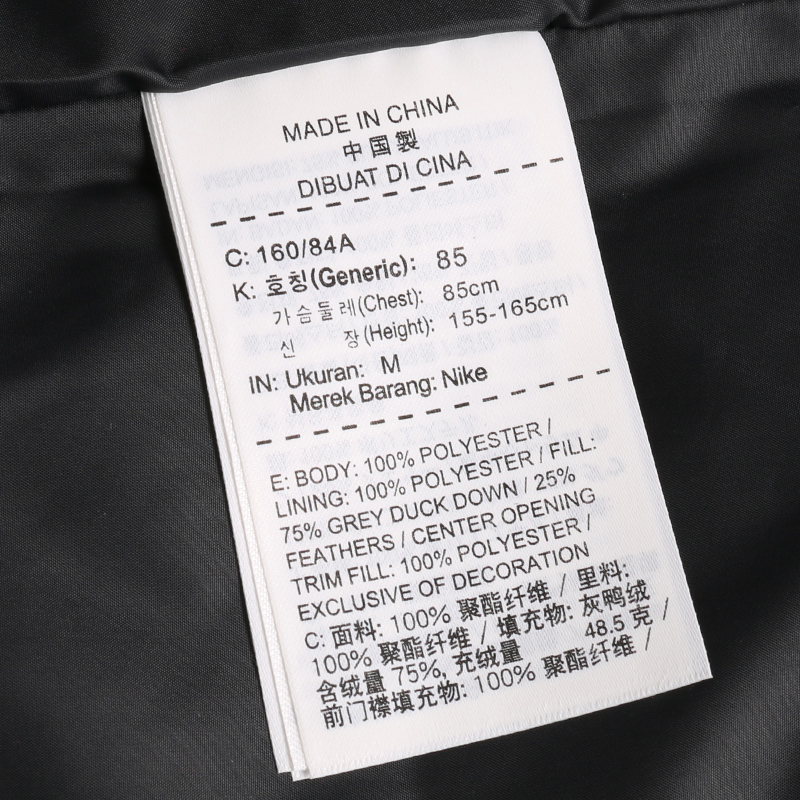 MADE IN CHINA
中国製
DIBUAT DI CINA
C: 160/84A
K: 호칭(Generic): 85
가슴둘레(Chest): 85cm
신 장(Height): 155-165cm
IN: Ukuran: M
Merek Barang: Nike
E: BODY: 100% POLYESTER /
LINING: 100% POLYESTER / FILL:
75% GREY DUCK DOWN / 25%
FEATHERS / CENTER OPENING
TRIM FILL: 100% POLYESTER /
EXCLUSIVE OF DECORATION
C: 面料: 100% 聚酯纤维 / 里料:
100% 聚酯纤维 / 填充物: 灰鸭绒
含绒量 75%, 充绒量 48.5 克 /
前门襟填充物: 100% 聚酯纤维 /